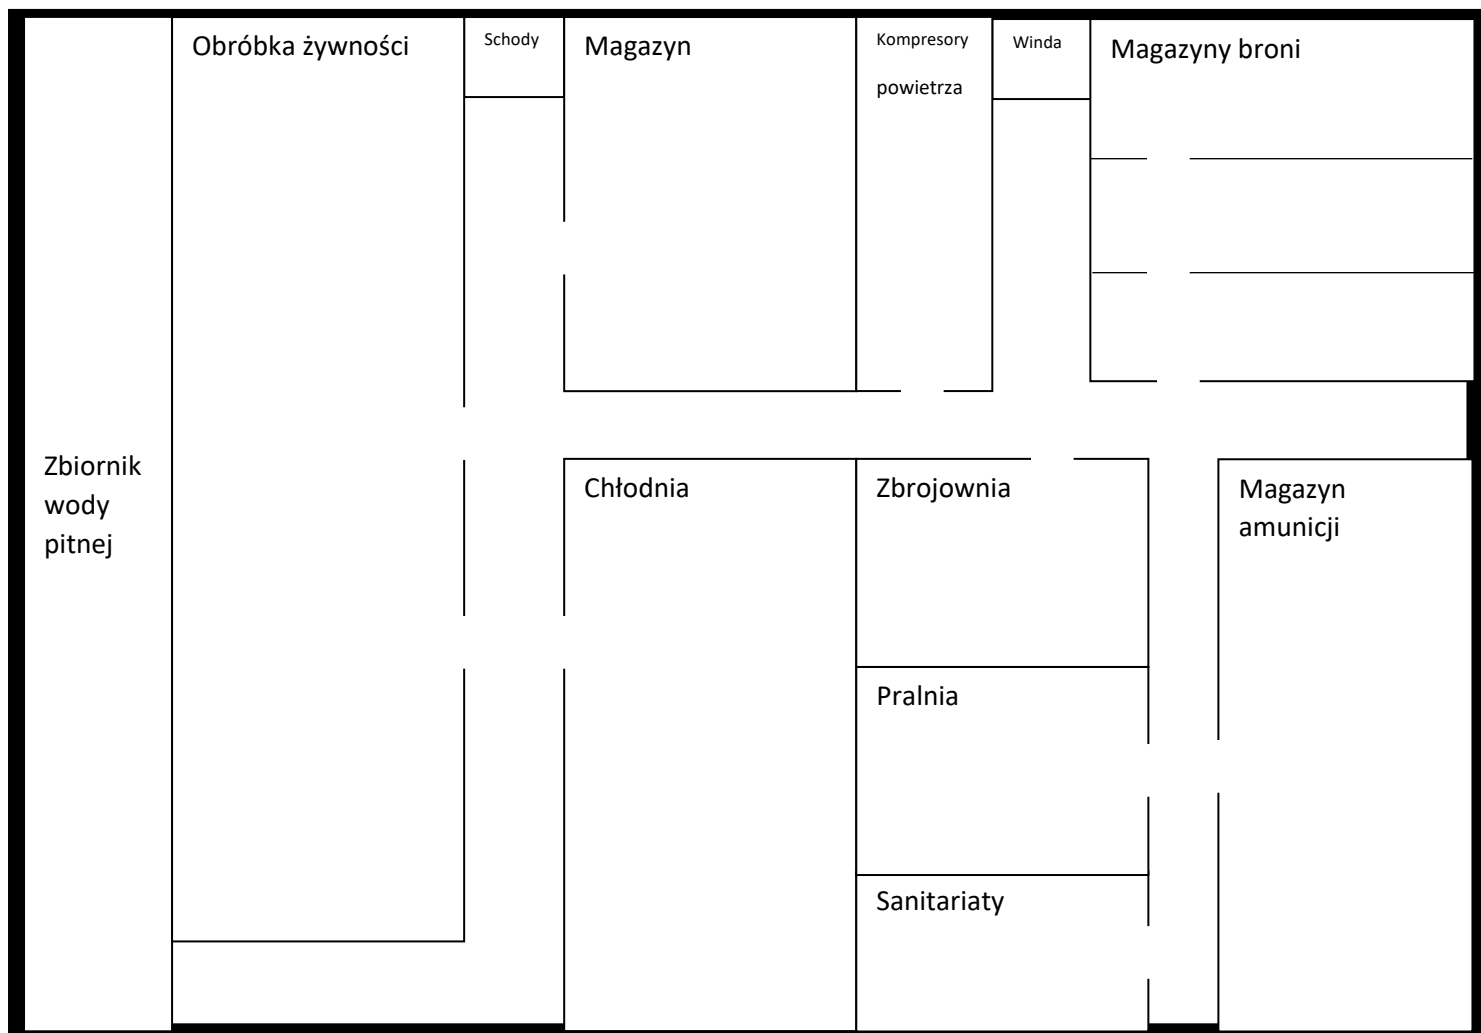 Obróbka żywności
Schody
Magazyn
Kompresory
powietrza
Winda
Magazyny broni
Zbiornik
wody
pitnej
Chłodnia
Zbrojownia
Magazyn
amunicji
Pralnia
Sanitariaty